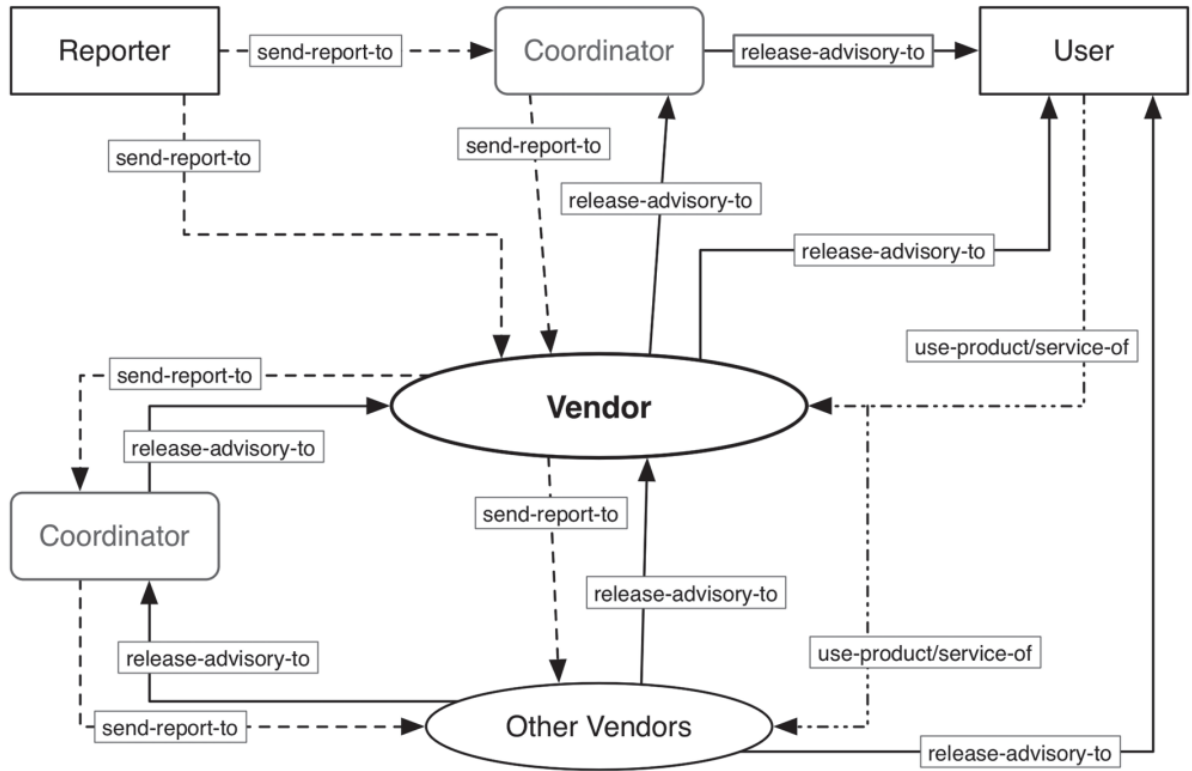 Reporter
send-report-to
Coordinator
release-advisory-to
User
send-report-to
send-report-to
release-advisory-to
release-advisory-to
use-product/service-of
send-report-to
Vendor
release-advisory-to
send-report-to
Coordinator
release-advisory-to
release-advisory-to
use-product/service-of
send-report-to
Other Vendors
release-advisory-to